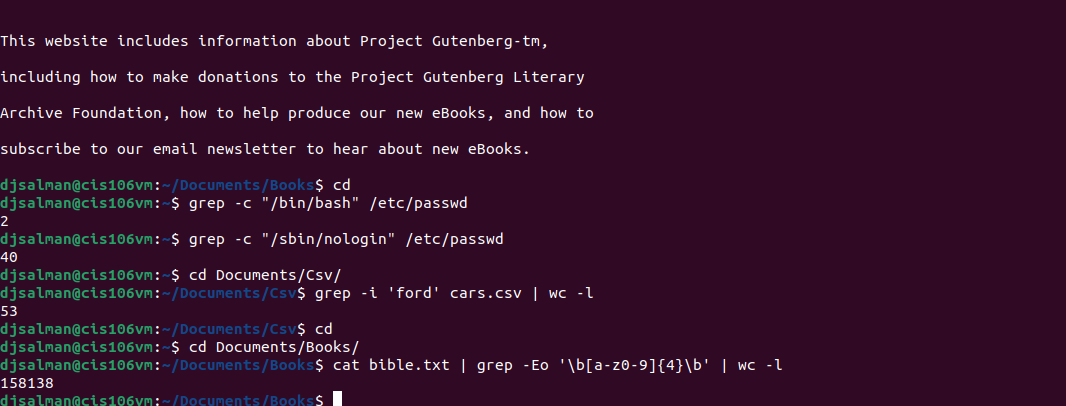 This website includes information about Project Gutenberg-tm,
including how to make donations to the Project Gutenberg Literary
Archive Foundation, how to help produce our new eBooks, and how to
subscribe to our email newsletter to hear about new eBooks.
djsalman@cis106vm:~/Documents/Books$ cd
djsalman@cis106vm:~$ grep -c "/bin/bash" /etc/passwd
2
djsalman@cis106vm:~$ grep -c "/sbin/nologin" /etc/passwd
40
djsalman@cis106vm:~$ cd Documents/Csv/
djsalman@cis106vm:~/Documents/Csv$ grep -i 'ford' cars.csv | wc -l
53
djsalman@cis106vm:~/Documents/Csv$ cd
djsalman@cis106vm:~$ cd Documents/Books/
djsalman@cis106vm:~/Documents/Books$ cat bible.txt | grep -Eo '\b[a-z0-9]{4}\b' | wc -l
158138
djsalman@cis106vm:~/Documents/Books$